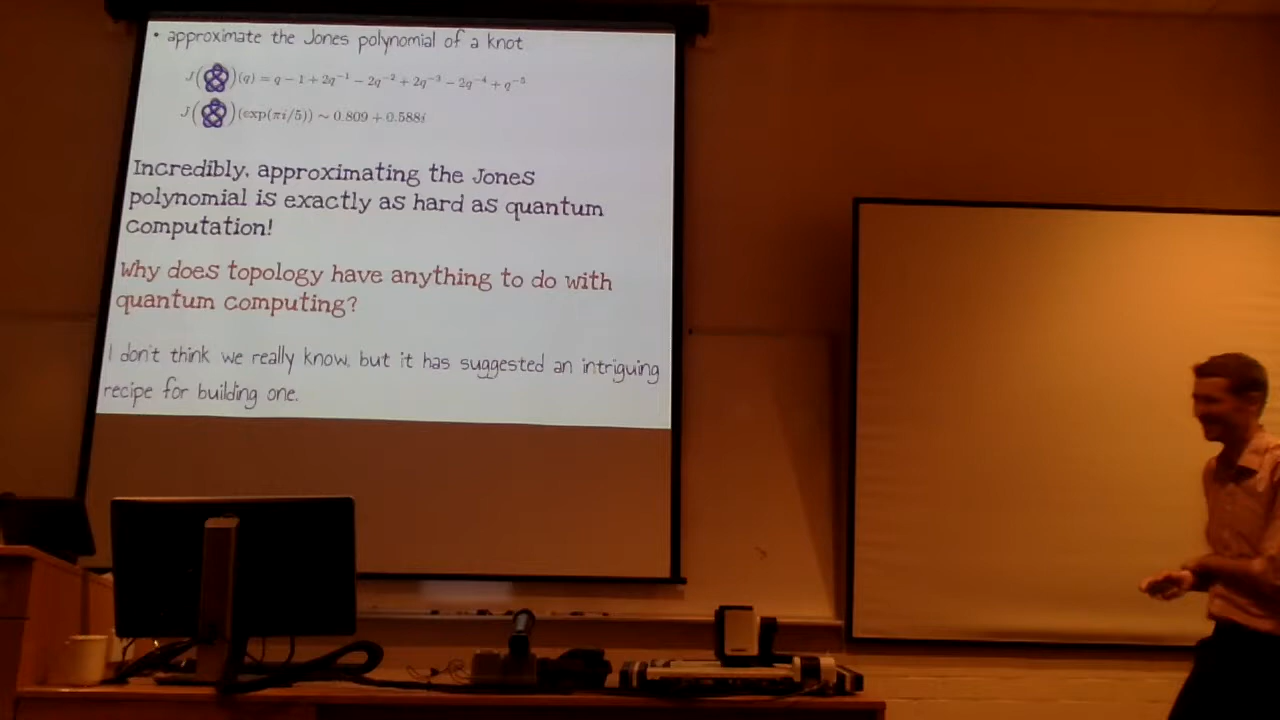 • approximate the Jones polynomial of a knot
J( )(q) = q − 1 + 2q⁻¹ − 2q⁻² + 2q⁻³ − 2q⁻⁴ + q⁻⁵
J( )(exp(πi/5)) ∼ 0.809 + 0.588i
Incredibly, approximating the Jones
polynomial is exactly as hard as quantum
computation!
Why does topology have anything to do with
quantum computing?
I don't think we really know, but it has suggested an intriguing
recipe for building one.